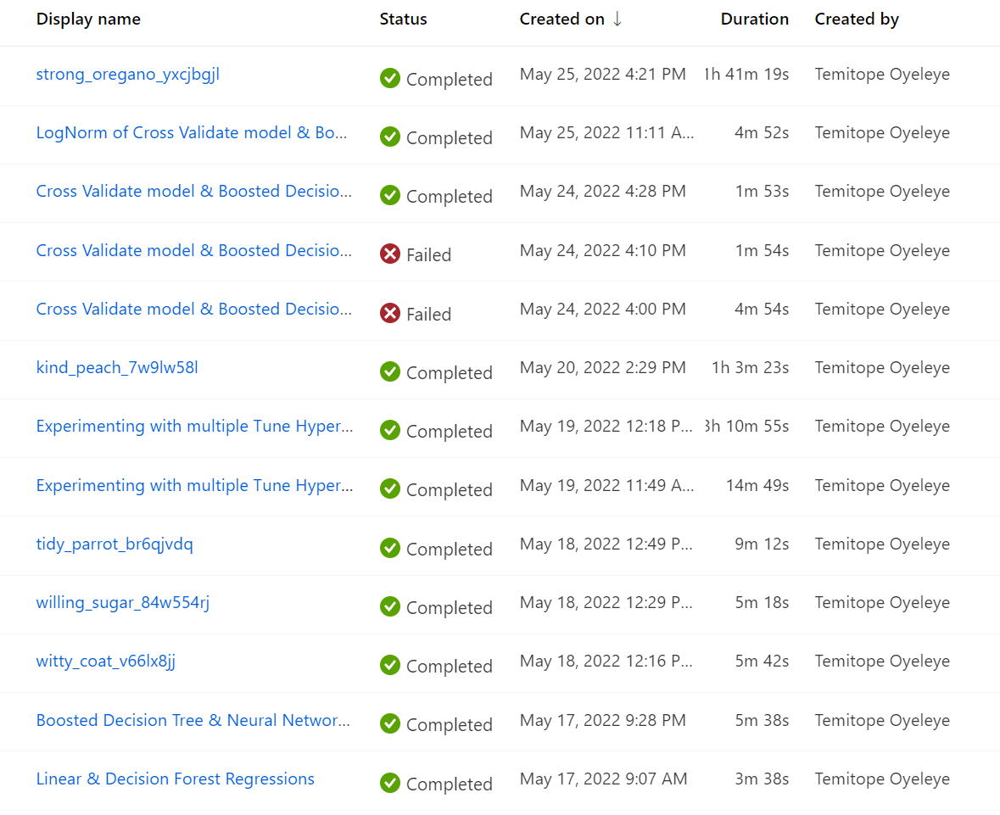 Display name Status Created on ↓ Duration Created by
strong_oregano_yxcjbgjl Completed May 25, 2022 4:21 PM 1h 41m 19s Temitope Oyeleye
LogNorm of Cross Validate model & Bo... Completed May 25, 2022 11:11 A... 4m 52s Temitope Oyeleye
Cross Validate model & Boosted Decisio... Completed May 24, 2022 4:28 PM 1m 53s Temitope Oyeleye
Cross Validate model & Boosted Decisio... Failed May 24, 2022 4:10 PM 1m 54s Temitope Oyeleye
Cross Validate model & Boosted Decisio... Failed May 24, 2022 4:00 PM 4m 54s Temitope Oyeleye
kind_peach_7w9lw58l Completed May 20, 2022 2:29 PM 1h 3m 23s Temitope Oyeleye
Experimenting with multiple Tune Hyper... Completed May 19, 2022 12:18 P... 10m 55s Temitope Oyeleye
Experimenting with multiple Tune Hyper... Completed May 19, 2022 11:49 A... 14m 49s Temitope Oyeleye
tidy_parrot_br6qjvdq Completed May 18, 2022 12:49 P... 9m 12s Temitope Oyeleye
willing_sugar_84w554rj Completed May 18, 2022 12:29 P... 5m 18s Temitope Oyeleye
witty_coat_v66lx8jj Completed May 18, 2022 12:16 P... 5m 42s Temitope Oyeleye
Boosted Decision Tree & Neural Networ... Completed May 17, 2022 9:28 PM 5m 38s Temitope Oyeleye
Linear & Decision Forest Regressions Completed May 17, 2022 9:07 AM 3m 38s Temitope Oyeleye